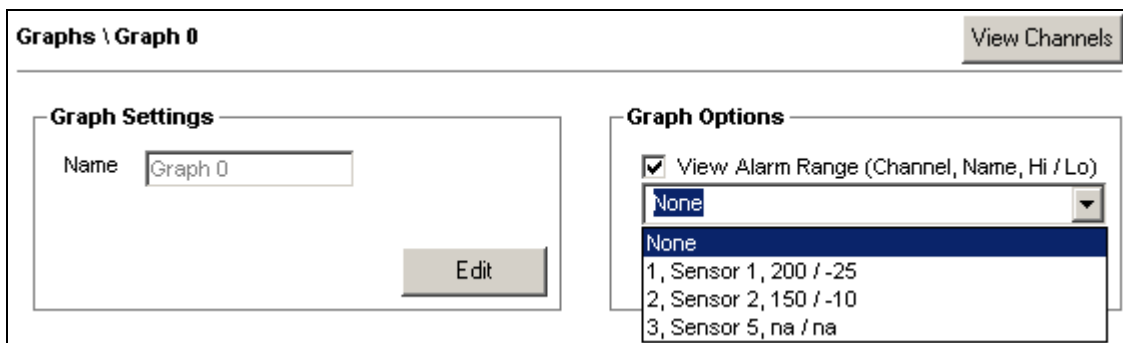 Graphs \ Graph 0
View Channels
Graph Settings
Name
Graph 0
Edit
Graph Options
View Alarm Range (Channel, Name, Hi / Lo)
None
None
1, Sensor 1, 200 / -25
2, Sensor 2, 150 / -10
3, Sensor 5, na / na